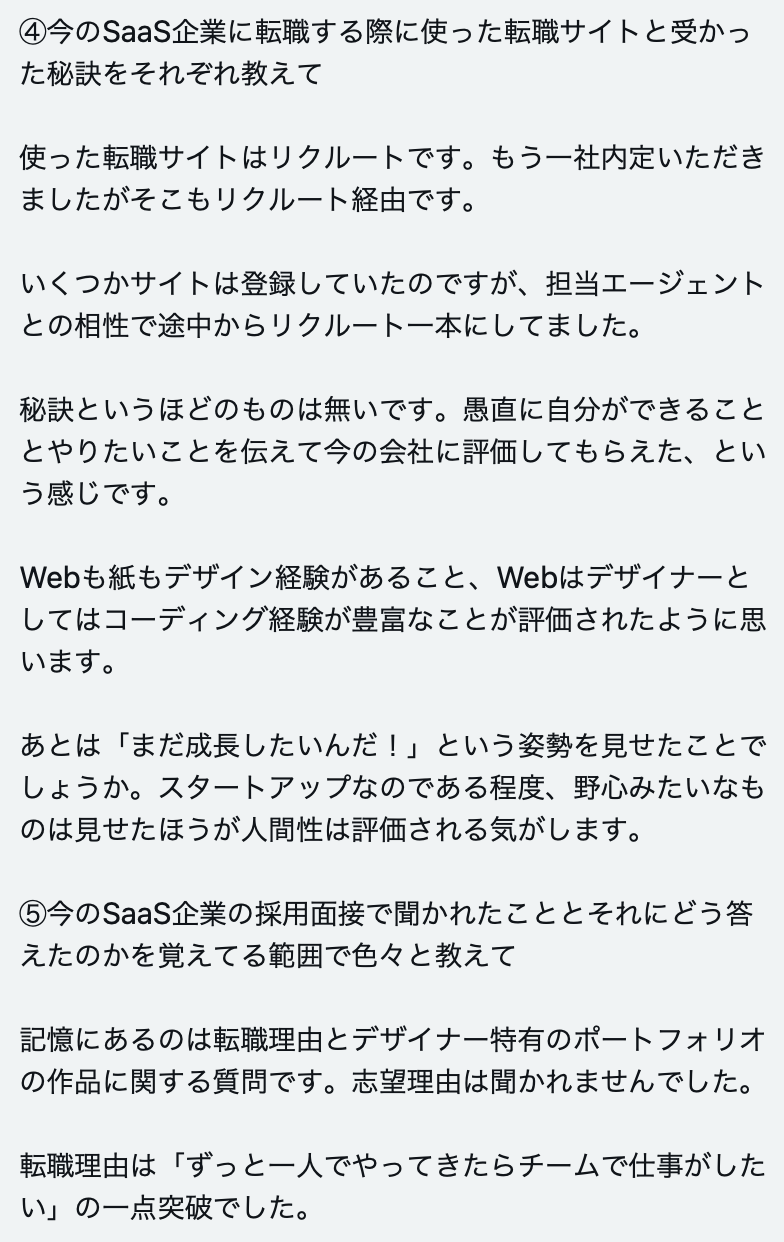 ④今のSaaS企業に転職する際に使った転職サイトと受かっ
た秘訣をそれぞれ教えて
使った転職サイトはリクルートです。もう一社内定いただき
ましたがそこもリクルート経由です。
いくつかサイトは登録していたのですが、担当エージェント
との相性で途中からリクルート一本にしてました。
秘訣というほどのものは無いです。愚直に自分ができること
とやりたいことを伝えて今の会社に評価してもらえた、とい
う感じです。
Webも紙もデザイン経験があること、Webはデザイナーと
してはコーディング経験が豊富なことが評価されたように思
います。
あとは「まだ成長したいんだ！」という姿勢を見せたことで
しょうか。スタートアップなのである程度、野心みたいなも
のは見せたほうが人間性は評価される気がします。
⑤今のSaaS企業の採用面接で聞かれたこととそれにどう答
えたのかを覚えてる範囲で色々と教えて
記憶にあるのは転職理由とデザイナー特有のポートフォリオ
の作品に関する質問です。志望理由は聞かれませんでした。
転職理由は「ずっと一人でやってきたらチームで仕事がした
い」の一点突破でした。